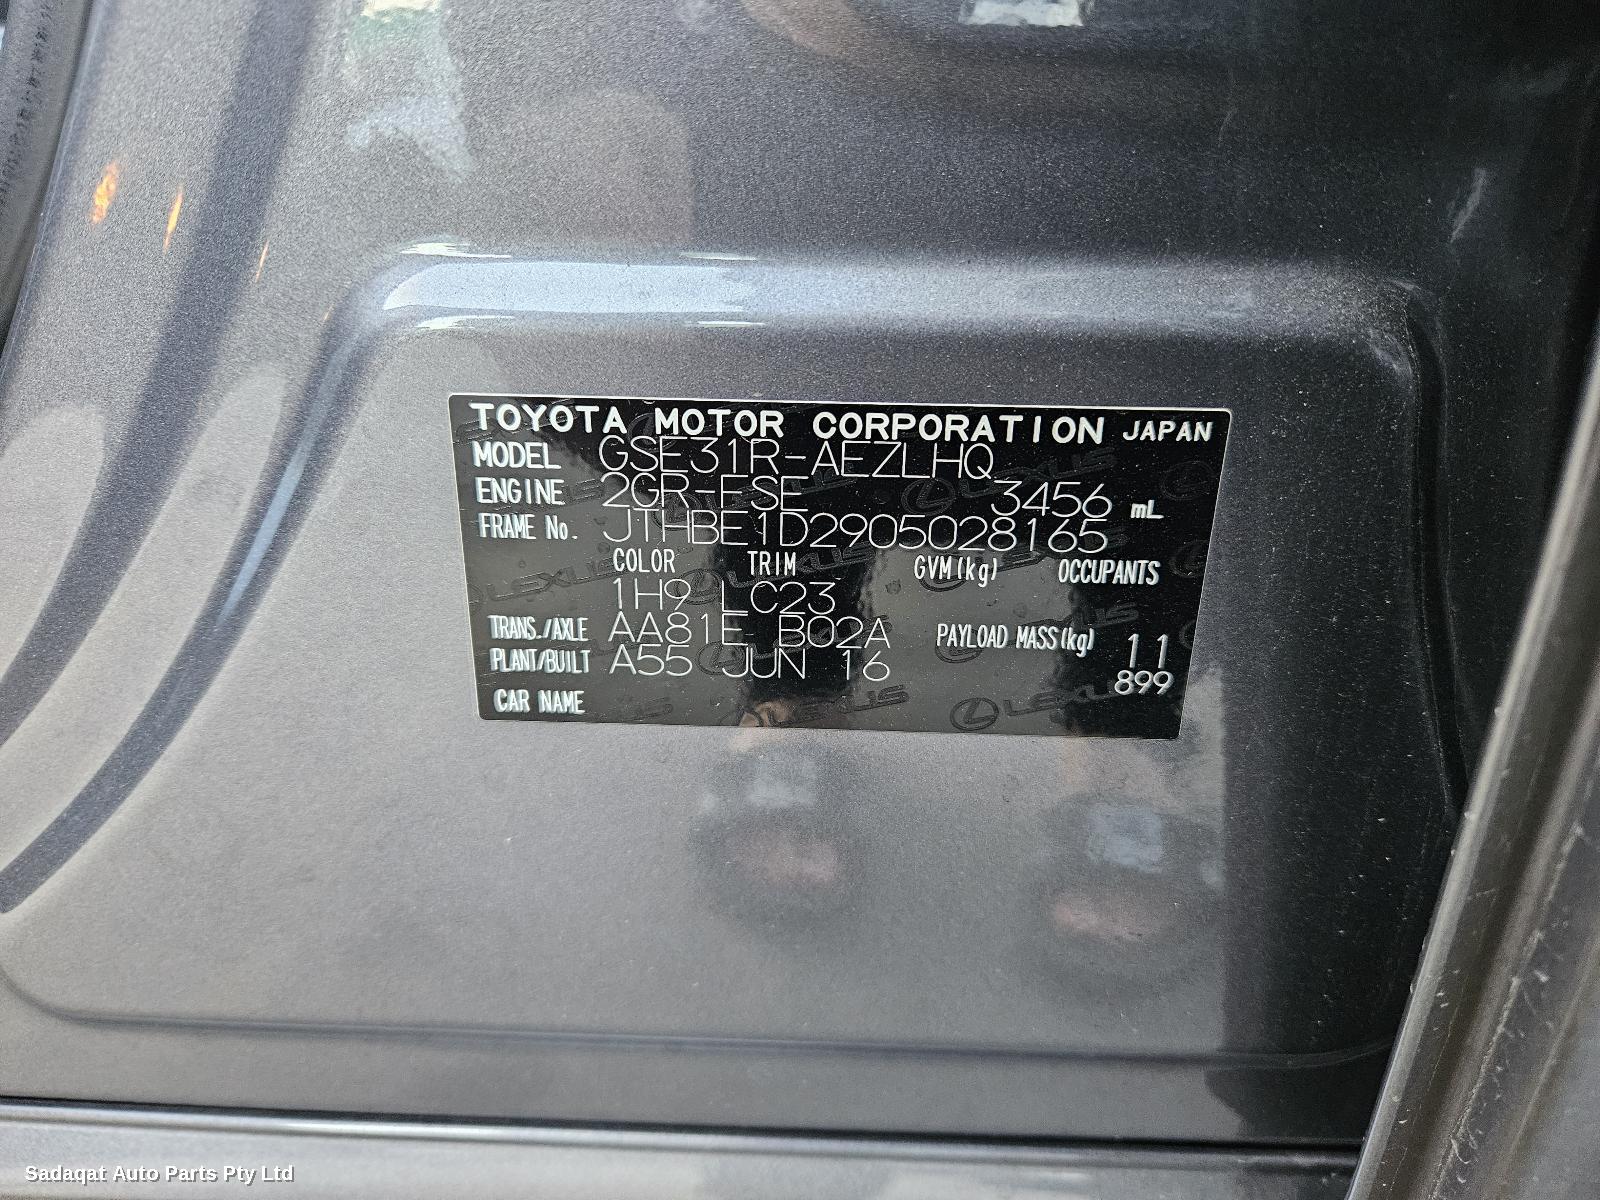 TOYOTA MOTOR CORPORATION JAPAN
MODEL GSE31R-AEZLHQ
ENGINE 2GR-FSE 3456 mL
FRAME No. JTHBE1D2905028165
COLOR TRIM GVM(kg) OCCUPANTS
1H9 LC23
TRANS./AXLE AA81E B02A PAYLOAD MASS(kg) 11
PLANT/BUILT A55 JUN 16 899
CAR NAME
LEXUS
Sadaqat Auto Parts Pty Ltd